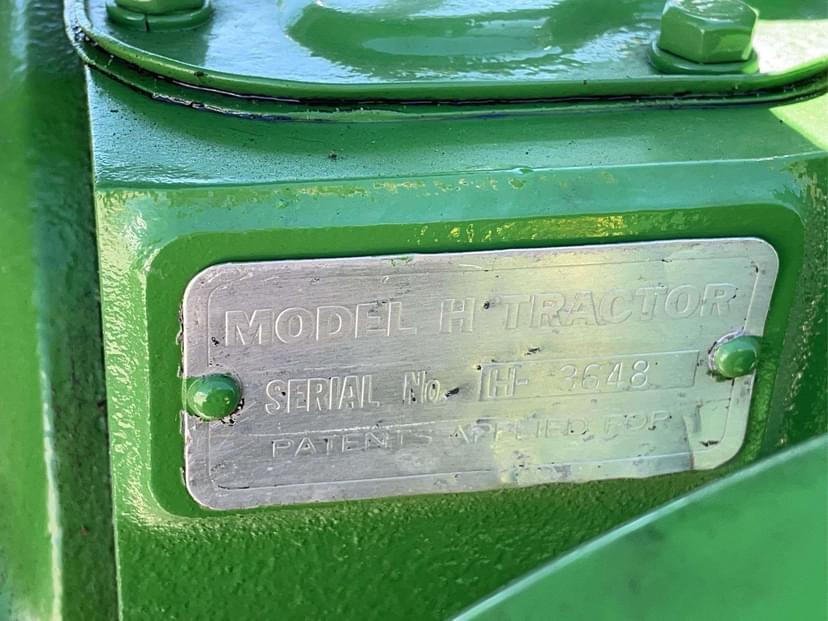 MODEL H TRACTOR
SERIAL No. H- 3648
PATENTS APPLIED FOR